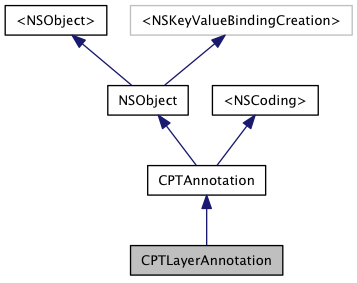 <NSObject>
<NSKeyValueBindingCreation>
NSObject
<NSCoding>
CPTAnnotation
CPTLayerAnnotation